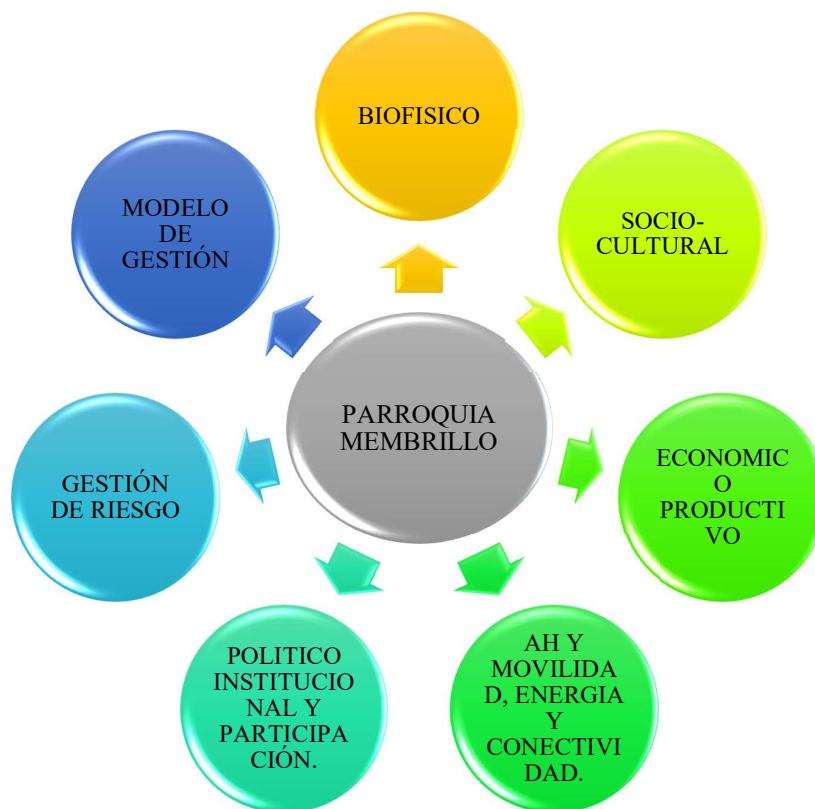 BIOFISICO
SOCIO-
CULTURAL
ECONOMIC
O
PRODUCTI
VO
AH Y
MOVILIDA
D, ENERGIA
Y
CONECTIVI
DAD.
POLITICO
INSTITUCIO
NAL Y
PARTICIPA
CIÓN.
GESTIÓN
DE RIESGO
MODELO
DE
GESTIÓN
PARROQUIA
MEMBRILLO